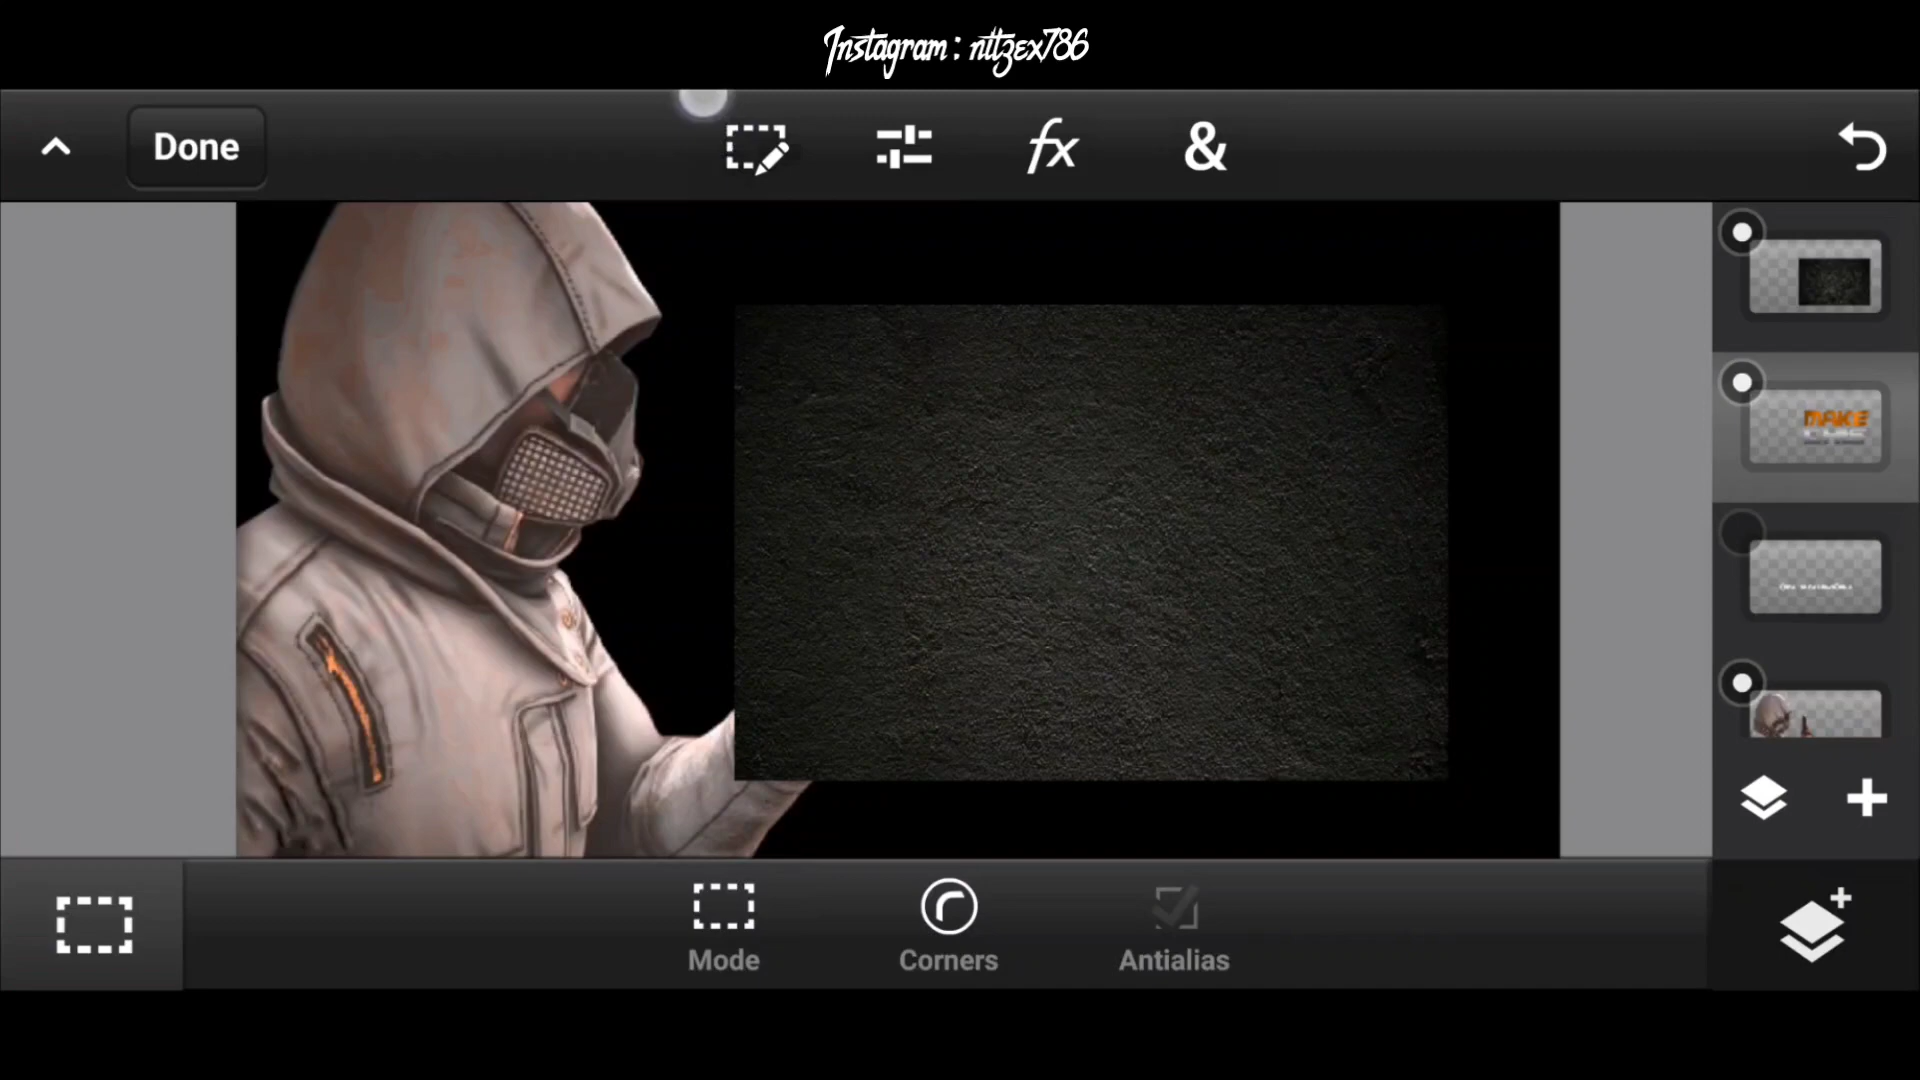 Instagram : nitzex786
Done
fx
&
MAKE
Mode
Corners
Antialias